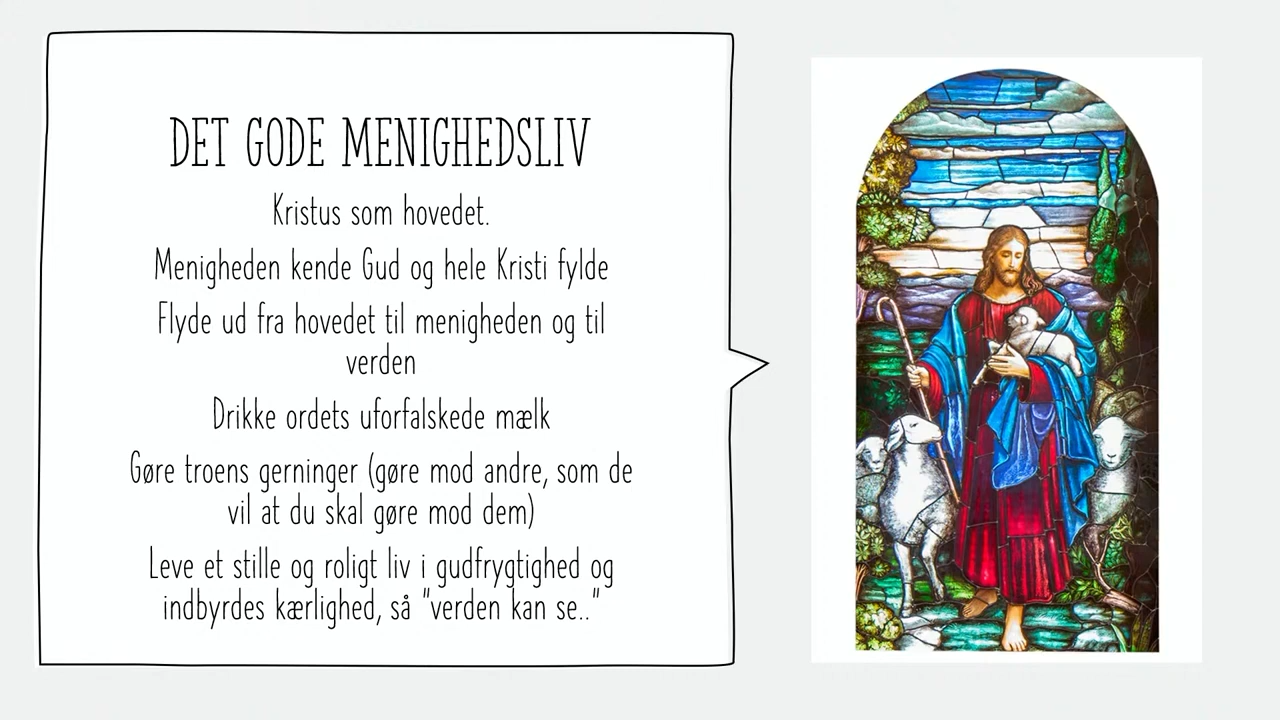 DET GODE MENIGHEDSLIV
Kristus som hovedet.
Menigheden kende Gud og hele Kristi fylde
Flyde ud fra hovedet til menigheden og til
verden
Drikke ordets uforfalskede mælk
Gøre troens gerninger (gøre mod andre, som de
vil at du skal gøre mod dem)
Leve et stille og roligt liv i gudfrygtighed og
indbyrdes kærlighed, så "verden kan se.."